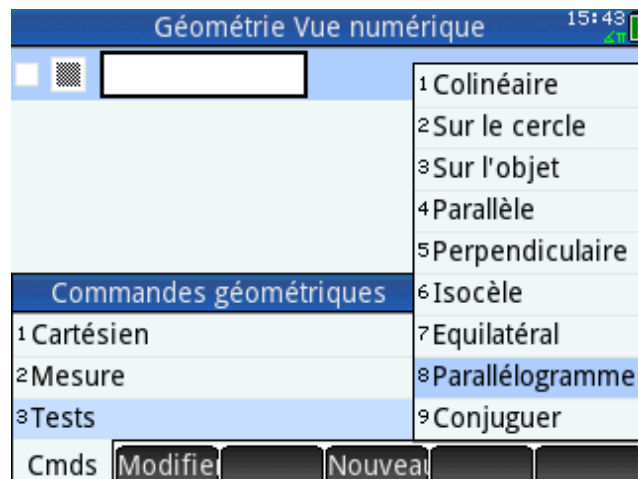 Géométrie Vue numérique 15:43
∡π
1 Colinéaire
2 Sur le cercle
3 Sur l'objet
4 Parallèle
5 Perpendiculaire
6 Isocèle
7 Equilatéral
8 Parallélogramme
9 Conjuguer
Commandes géométriques
1 Cartésien
2 Mesure
3 Tests
Cmds Modifie Nouvea